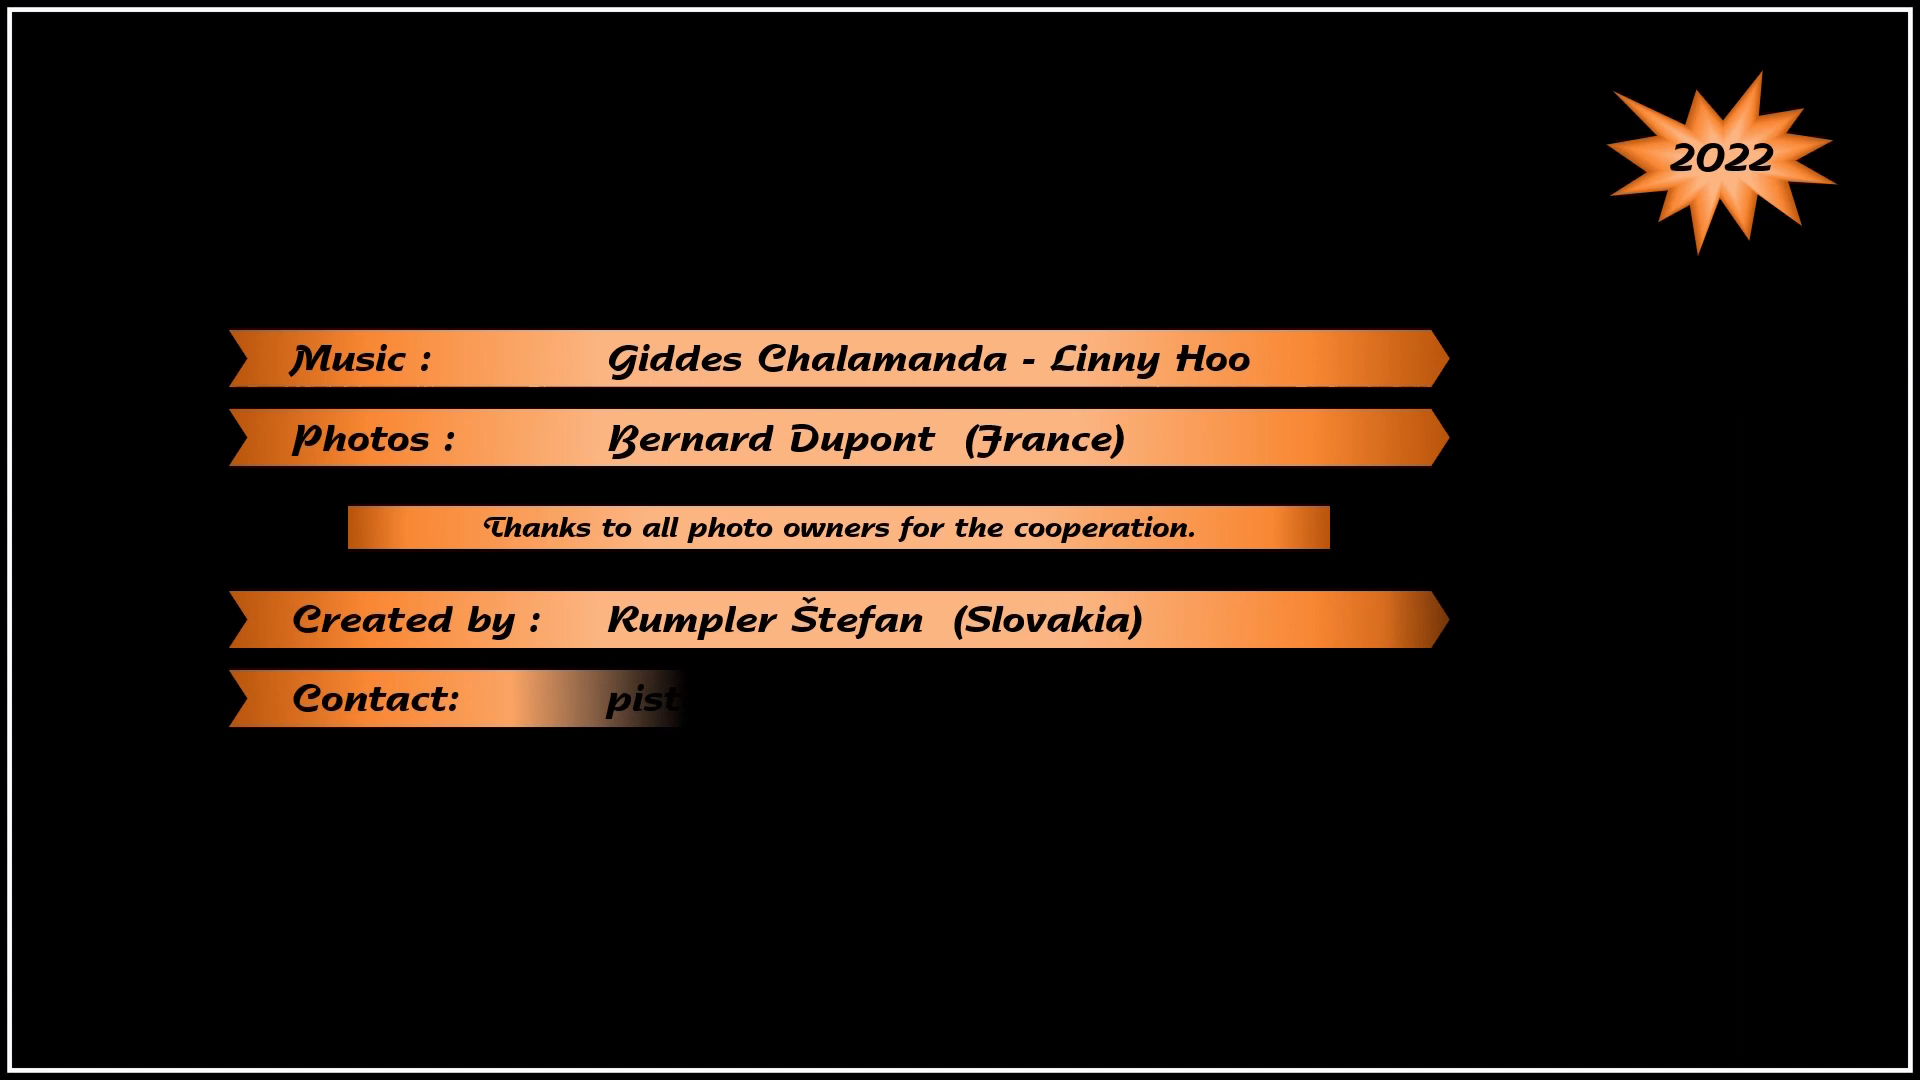 2022
Music : Giddes Chalamanda - Linny Hoo
Photos : Bernard Dupont (France)
Thanks to all photo owners for the cooperation.
Created by : Rumpler Štefan (Slovakia)
Contact: